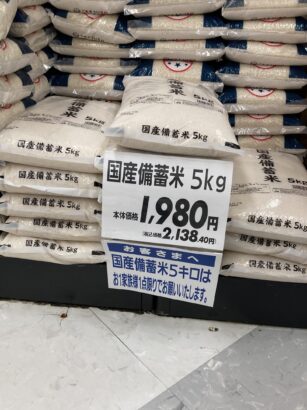 国産備蓄米 5kg
国産備蓄米 5kg
国産備蓄米 5kg
国産備蓄米 5kg
国産備蓄米 5kg
本体価格 1,980円
税込価格 2,138.40円
お客さまへ
国産備蓄米5キロは
お1家族様1点限りでお願いいたします。
国産備蓄米 5kg
国産備蓄米 5kg